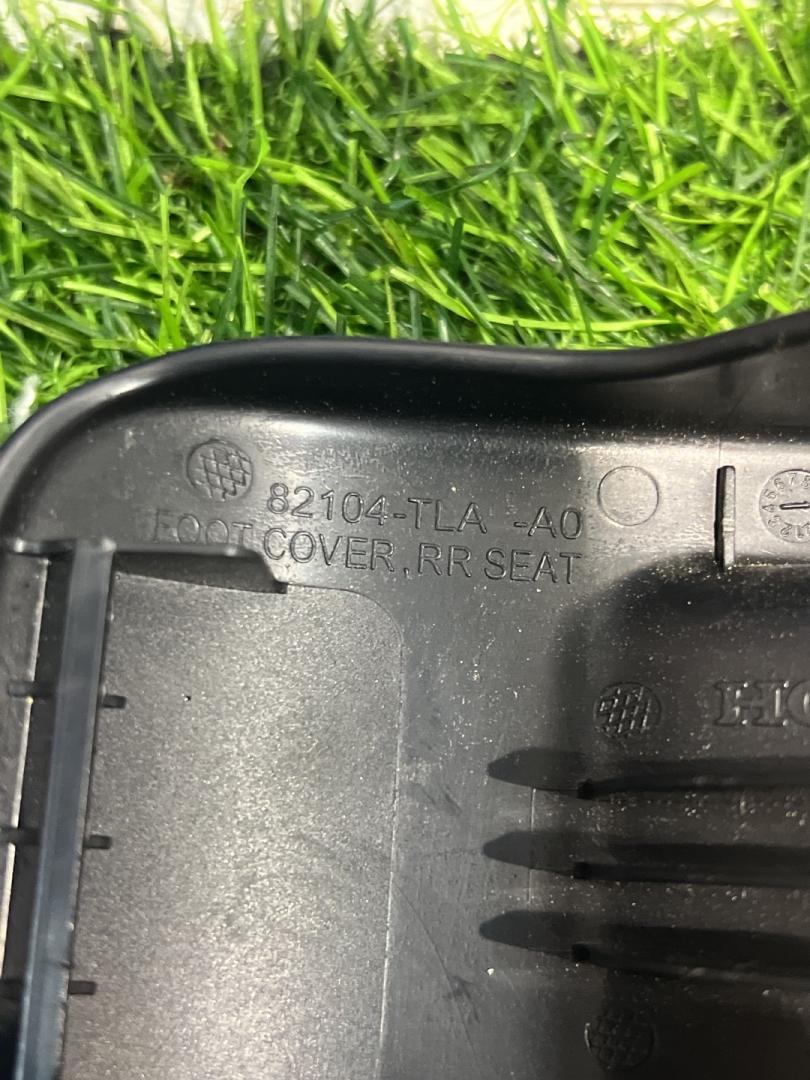 82104-TLA -A0
FOOT COVER, RR SEAT